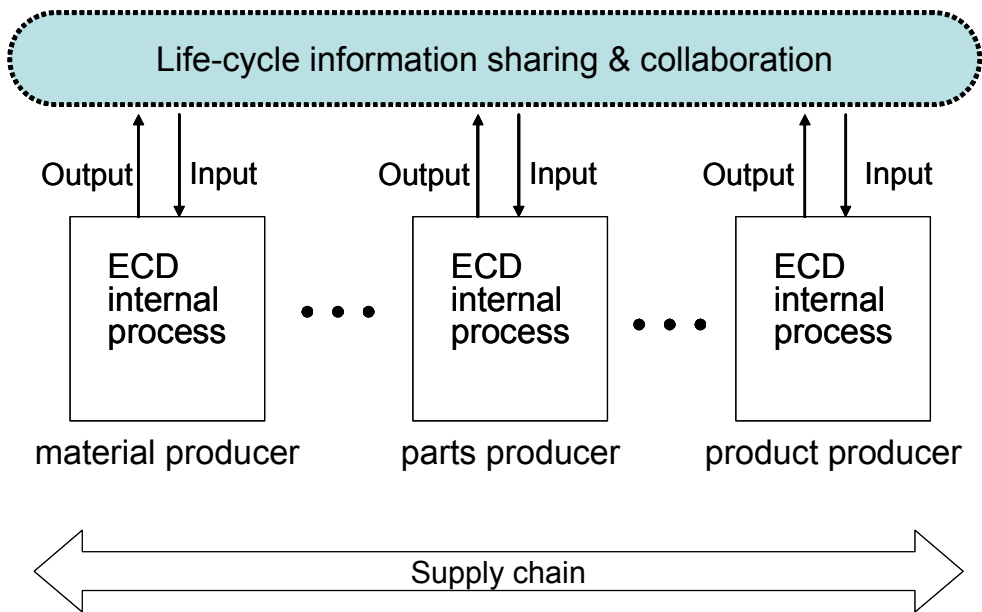 Life-cycle information sharing & collaboration
Output
Input
Output
Input
Output
Input
ECD
internal
process
ECD
internal
process
ECD
internal
process
material producer
parts producer
product producer
Supply chain